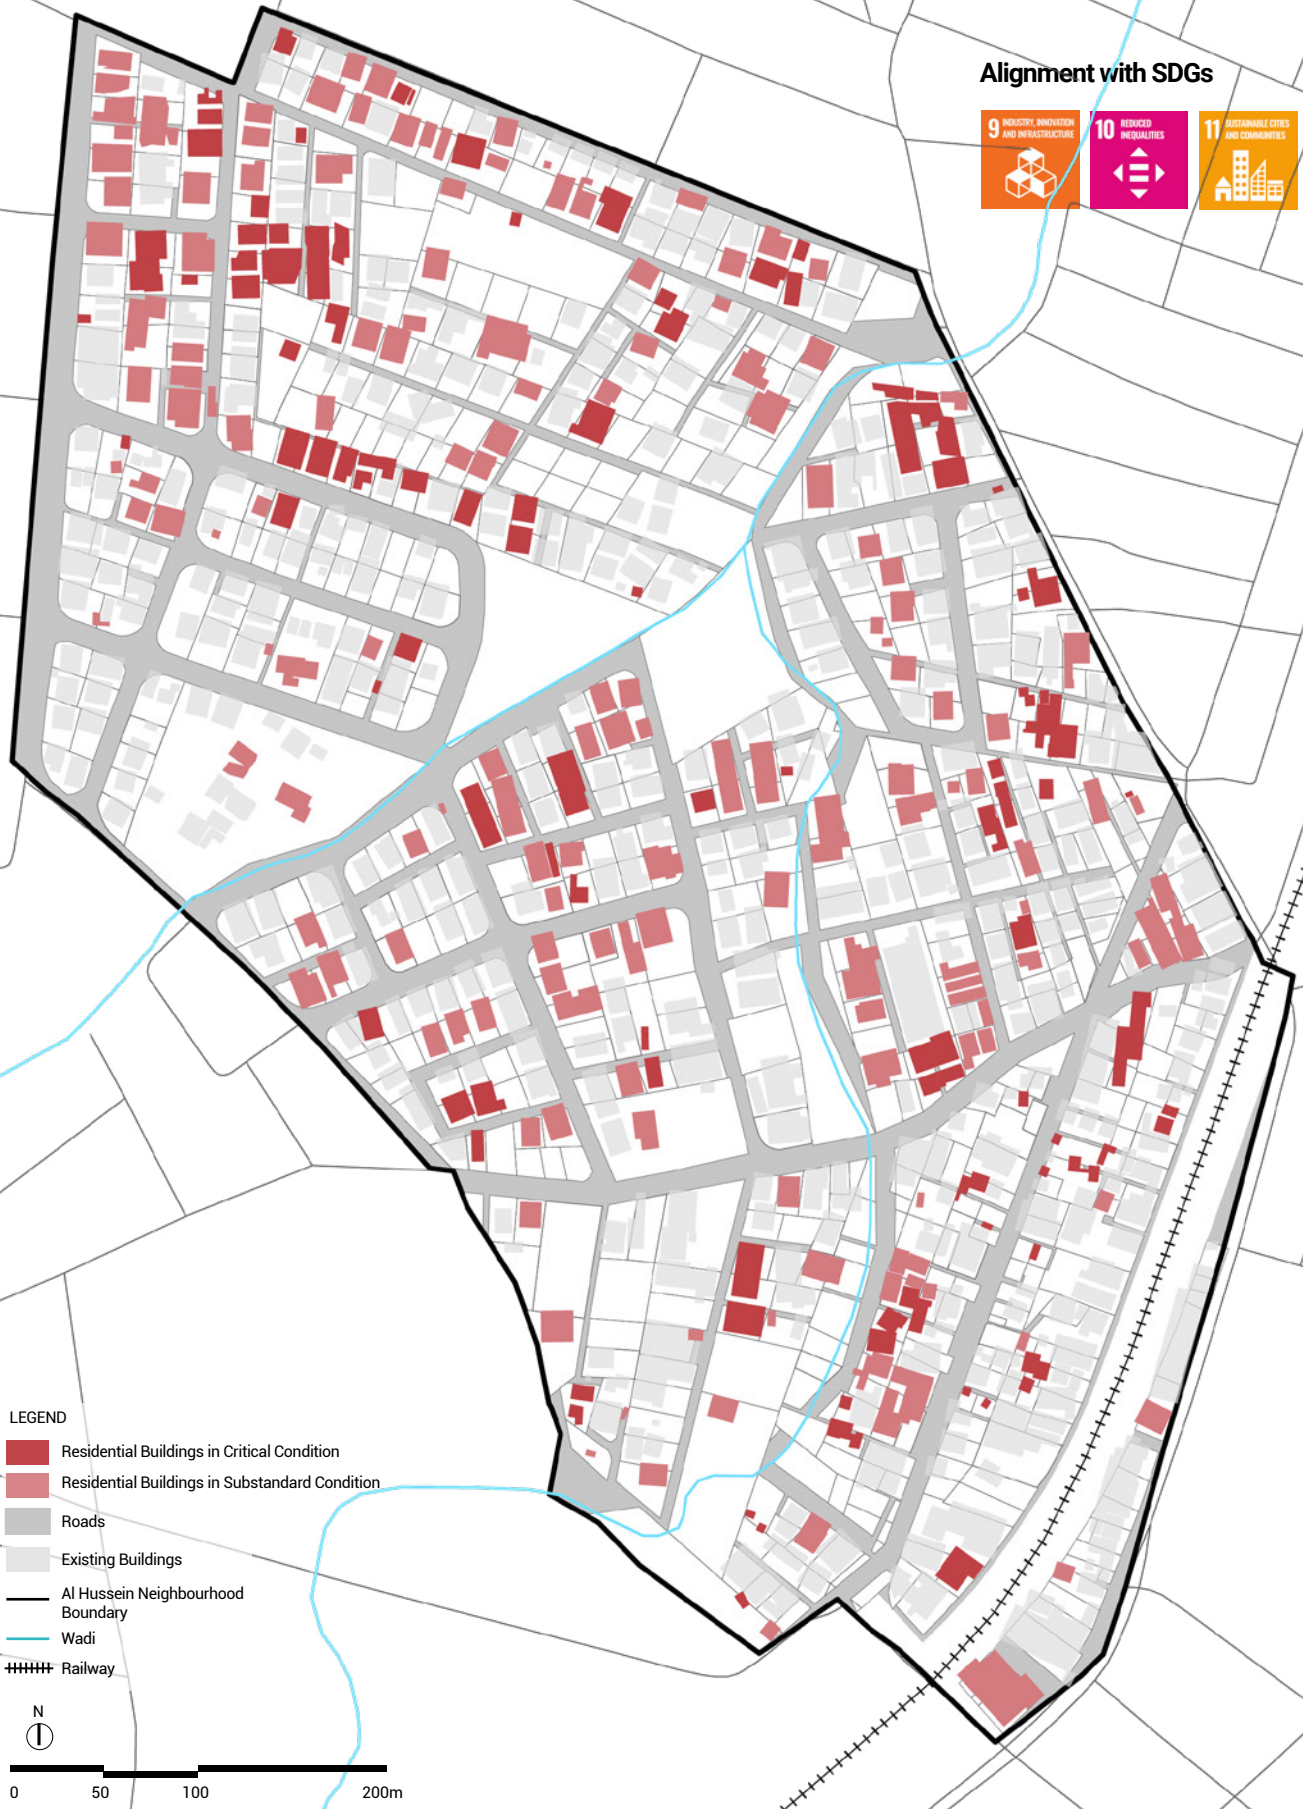 Alignment with SDGs
9 INDUSTRY, INNOVATION
AND INFRASTRUCTURE
10 REDUCED
INEQUALITIES
11 SUSTAINABLE CITIES
AND COMMUNITIES
LEGEND
Residential Buildings in Critical Condition
Residential Buildings in Substandard Condition
Roads
Existing Buildings
Al Hussein Neighbourhood
Boundary
Wadi
Railway
N
0 50 100 200m